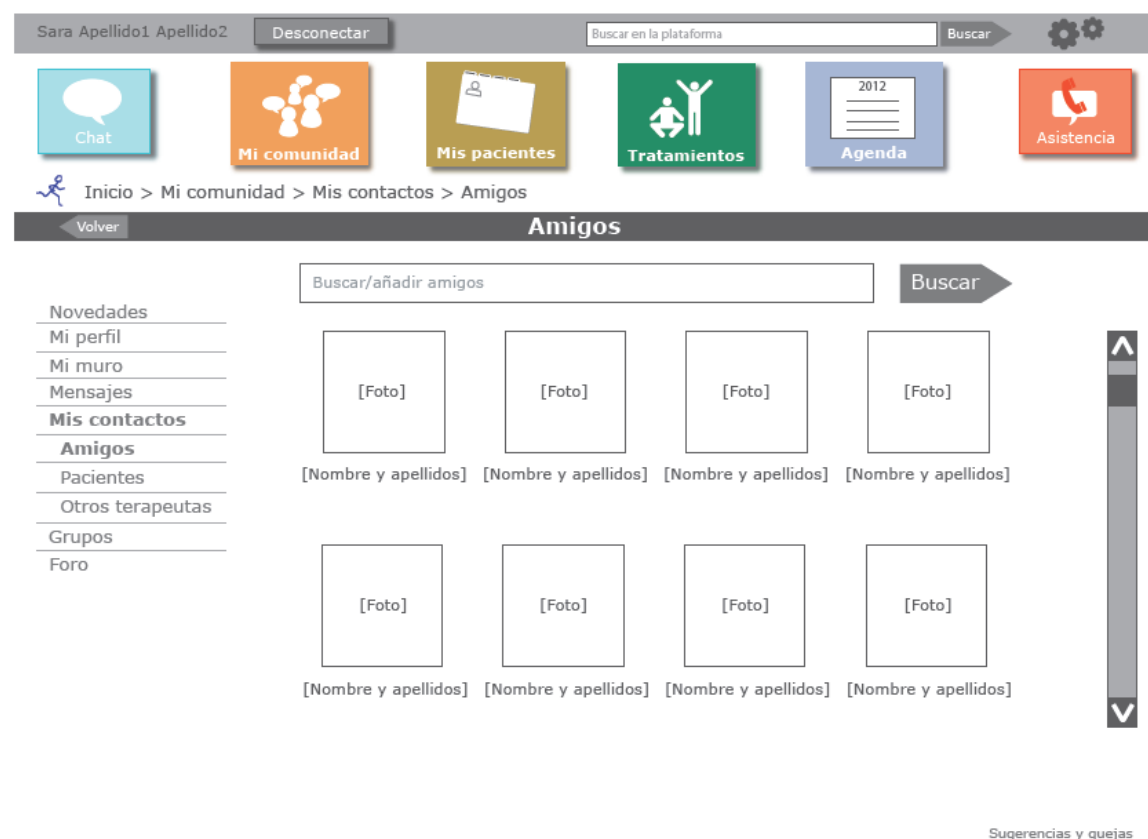 Sara Apellido1 Apellido2 Desconectar Buscar en la plataforma Buscar
2012
Chat
Mi comunidad
Mis pacientes
Tratamientos
Agenda
Asistencia
Inicio > Mi comunidad > Mis contactos > Amigos
Volver Amigos
Buscar/añadir amigos Buscar
Novedades
Mi perfil
Mi muro
Mensajes
Mis contactos
Amigos
Pacientes
Otros terapeutas
Grupos
Foro
[Foto] [Foto] [Foto] [Foto]
[Nombre y apellidos] [Nombre y apellidos] [Nombre y apellidos] [Nombre y apellidos]
[Foto] [Foto] [Foto] [Foto]
[Nombre y apellidos] [Nombre y apellidos] [Nombre y apellidos] [Nombre y apellidos]
Sugerencias y quejas